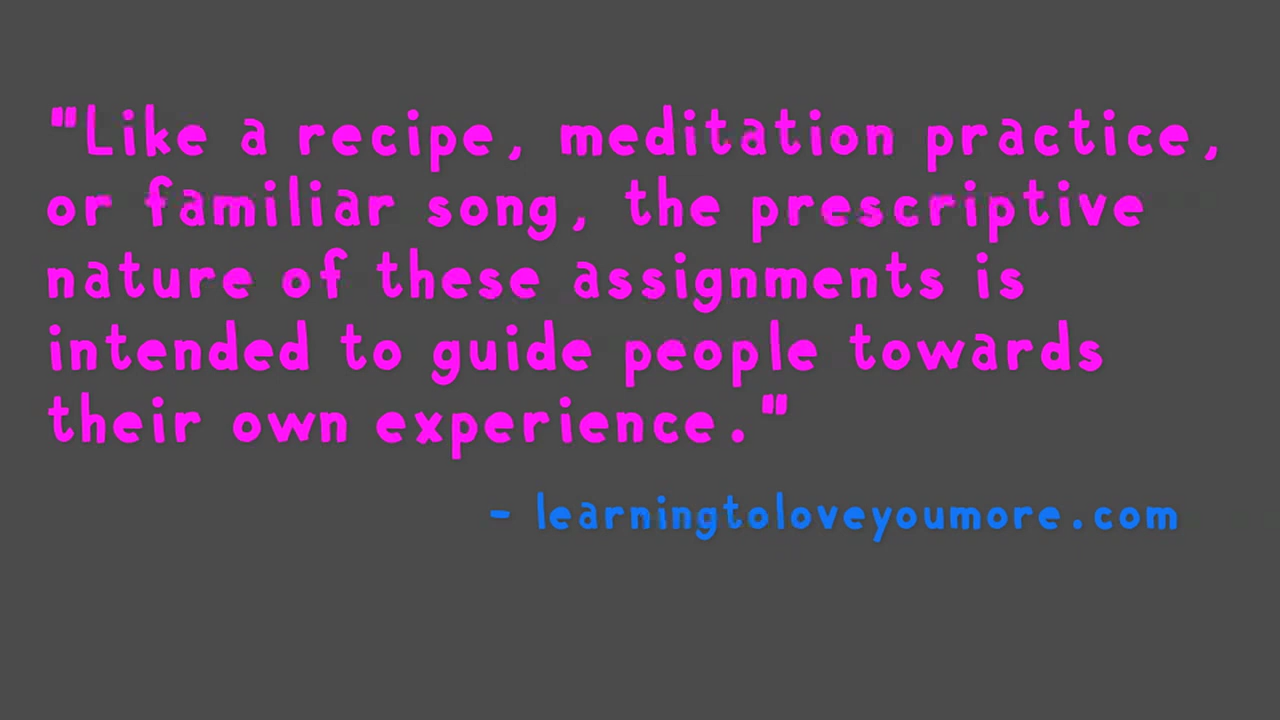 "Like a recipe, meditation practice,
or familiar song, the prescriptive
nature of these assignments is
intended to guide people towards
their own experience."
- learningtoloveyoumore.com